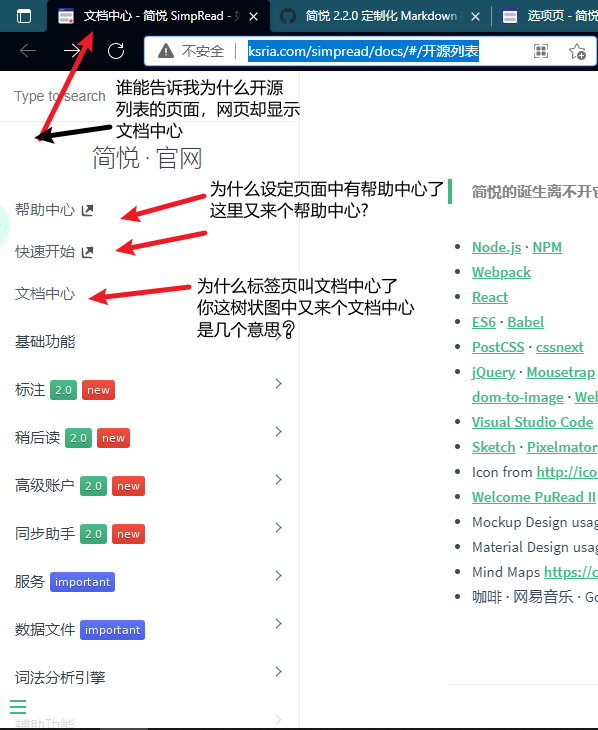 文档中心 - 简悦 SimpRead -
简悦 2.2.0 定制化 Markdown
选项页 - 简悦
不安全
ksria.com/simpread/docs/#/开源列表
Type to search
谁能告诉我为什么开源
列表的页面，网页却显示
文档中心
简悦 · 官网
为什么设定页面中有帮助中心了
这里又来个帮助中心?
帮助中心
快速开始
文档中心
为什么标签页叫文档中心了
你这树状图中又来个文档中心
是几个意思?
基础功能
标注 2.0 new
稍后读 2.0 new
高级账户 2.0 new
同步助手 2.0 new
服务 important
数据文件 important
词法分析引擎
辅助功能
简悦的诞生离不开
Node.js · NPM
Webpack
React
ES6 · Babel
PostCSS · cssnext
jQuery · Mousetrap
dom-to-image · Web
Visual Studio Code
Sketch · Pixelmator
Icon from http://ico
Welcome PuRead II
Mockup Design usag
Material Design usag
Mind Maps https://c
咖啡 · 网易音乐 · Go